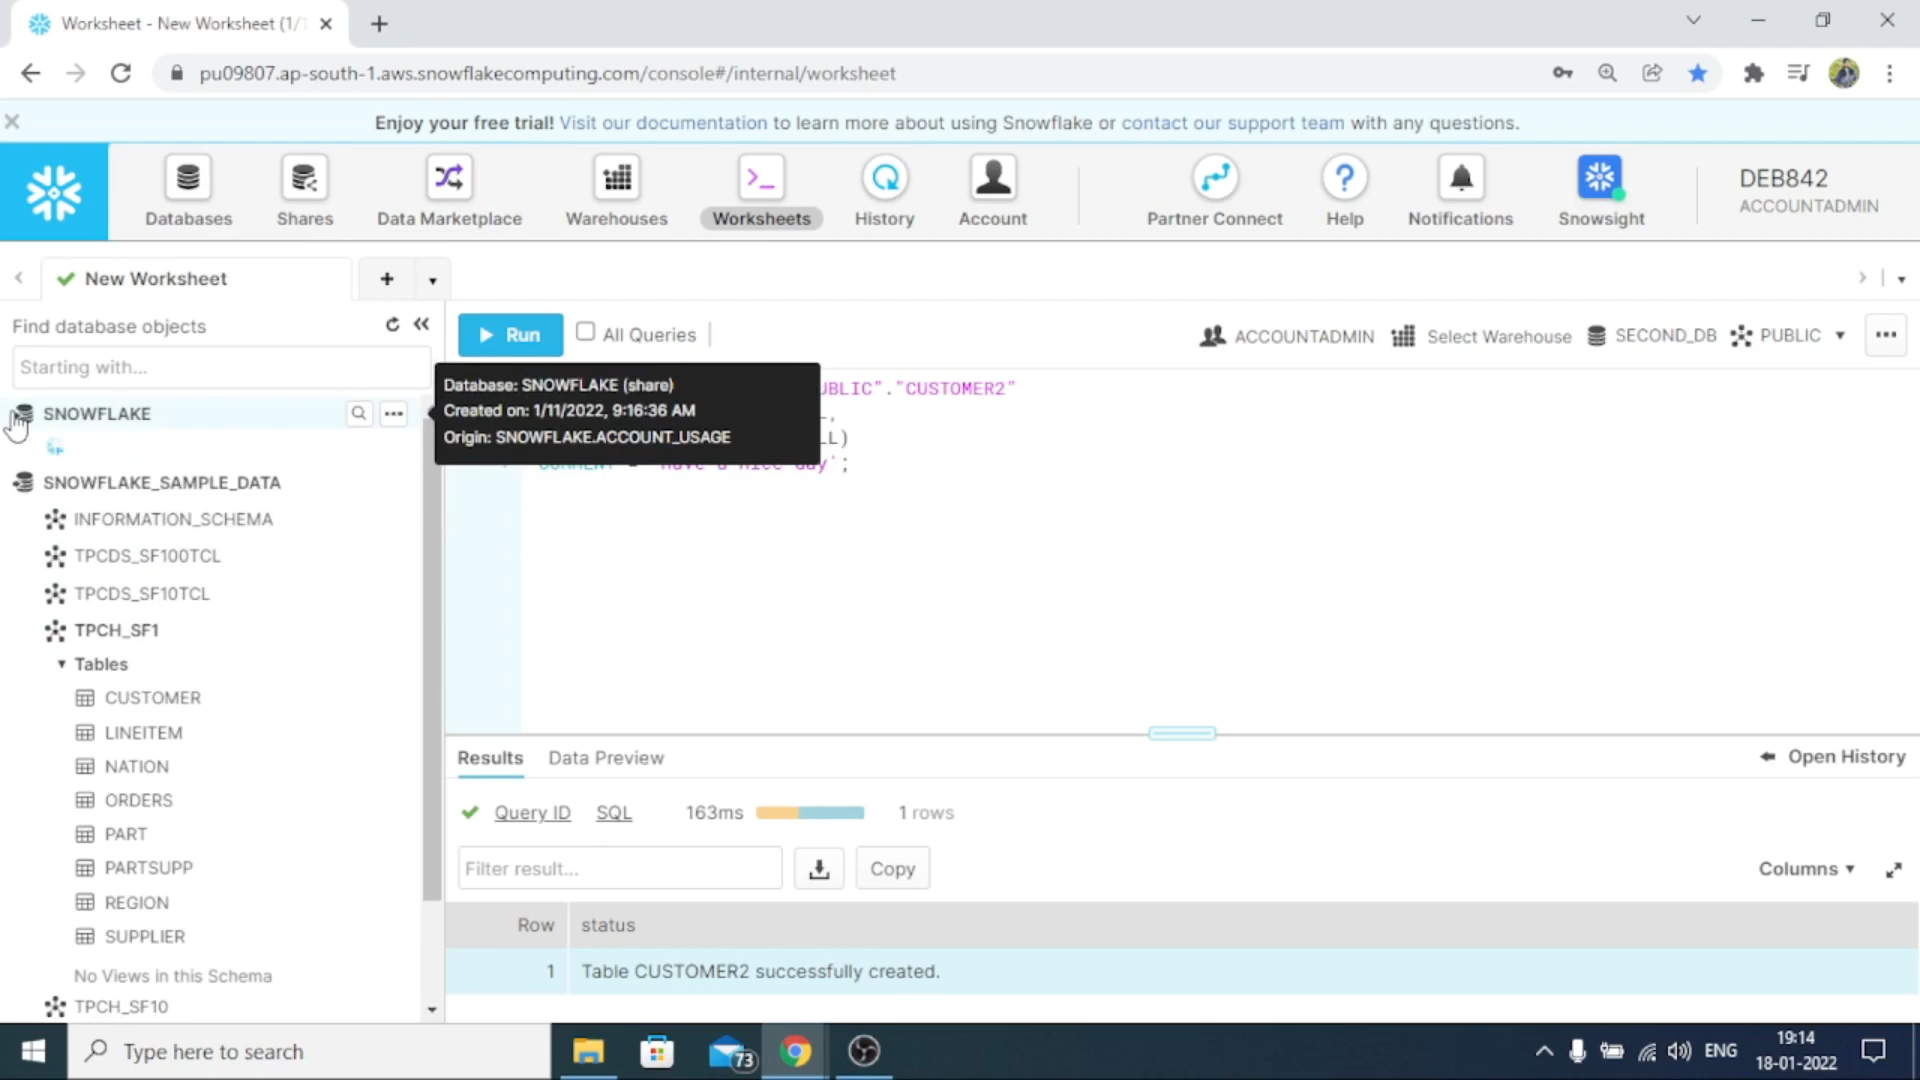 Worksheet - New Worksheet (1/1
pu09807.ap-south-1.aws.snowflakecomputing.com/console#/internal/worksheet
Enjoy your free trial! Visit our documentation to learn more about using Snowflake or contact our support team with any questions.
Databases
Shares
Data Marketplace
Warehouses
Worksheets
History
Account
Partner Connect
Help
Notifications
Snowsight
DEB842
ACCOUNTADMIN
New Worksheet
Find database objects
Starting with...
Run
All Queries
ACCOUNTADMIN
Select Warehouse
SECOND_DB
PUBLIC
Database: SNOWFLAKE (share)
Created on: 1/11/2022, 9:16:36 AM
Origin: SNOWFLAKE.ACCOUNT_USAGE
"."CUSTOMER2"
SNOWFLAKE
SNOWFLAKE_SAMPLE_DATA
INFORMATION_SCHEMA
TPCDS_SF100TCL
TPCDS_SF10TCL
TPCH_SF1
Tables
CUSTOMER
LINEITEM
NATION
ORDERS
PART
PARTSUPP
REGION
SUPPLIER
No Views in this Schema
TPCH_SF10
Results
Data Preview
Open History
Query ID
SQL
163ms
1 rows
Filter result...
Copy
Columns
Row
status
1
Table CUSTOMER2 successfully created.
Type here to search
73
ENG
19:14
18-01-2022